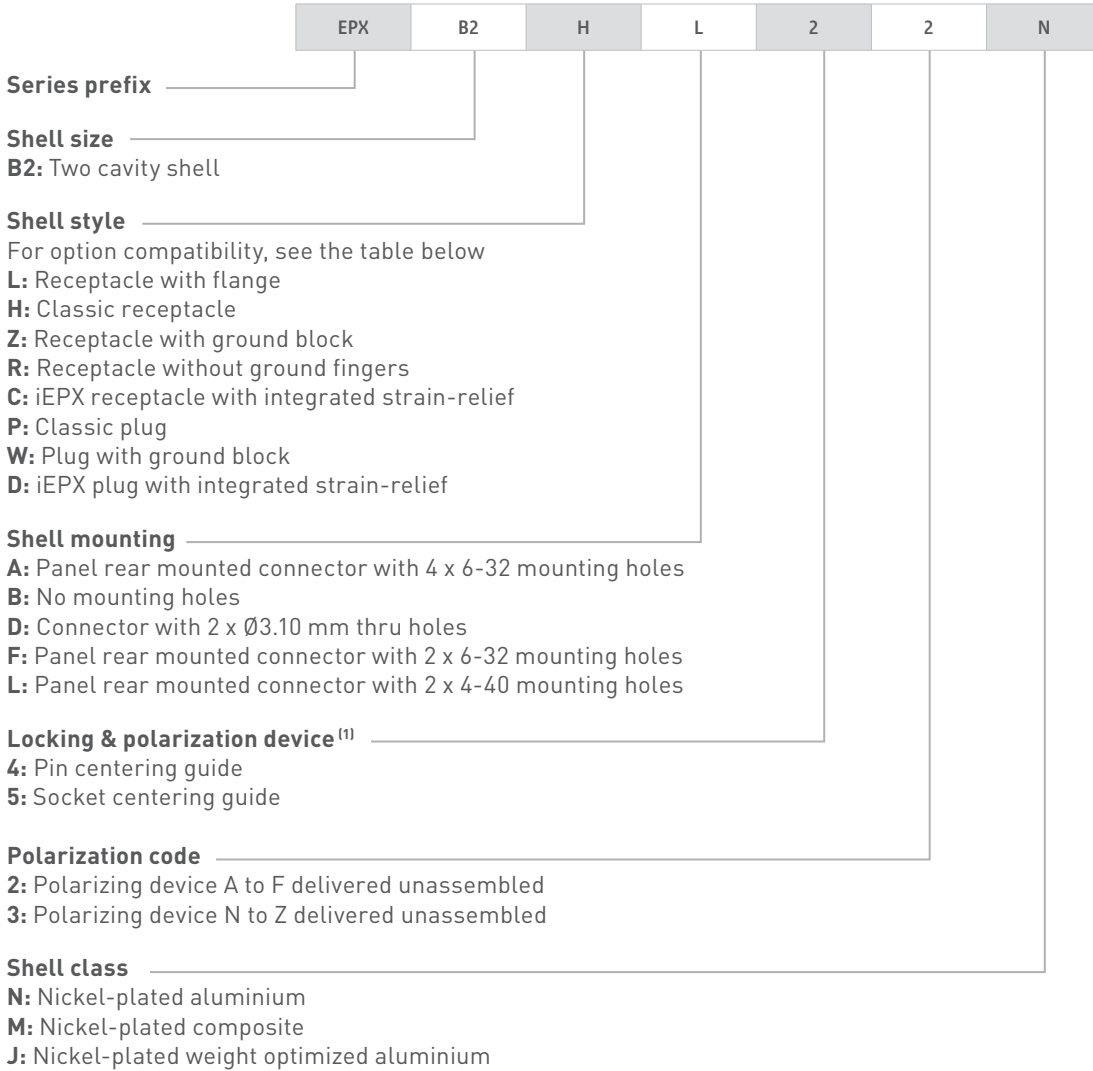 EPX B2 H L 2 2 N
Series prefix
Shell size
B2: Two cavity shell
Shell style
For option compatibility, see the table below
L: Receptacle with flange
H: Classic receptacle
Z: Receptacle with ground block
R: Receptacle without ground fingers
C: iEPX receptacle with integrated strain-relief
P: Classic plug
W: Plug with ground block
D: iEPX plug with integrated strain-relief
Shell mounting
A: Panel rear mounted connector with 4 x 6-32 mounting holes
B: No mounting holes
D: Connector with 2 x Ø3.10 mm thru holes
F: Panel rear mounted connector with 2 x 6-32 mounting holes
L: Panel rear mounted connector with 2 x 4-40 mounting holes
Locking & polarization device (1)
4: Pin centering guide
5: Socket centering guide
Polarization code
2: Polarizing device A to F delivered unassembled
3: Polarizing device N to Z delivered unassembled
Shell class
N: Nickel-plated aluminium
M: Nickel-plated composite
J: Nickel-plated weight optimized aluminium